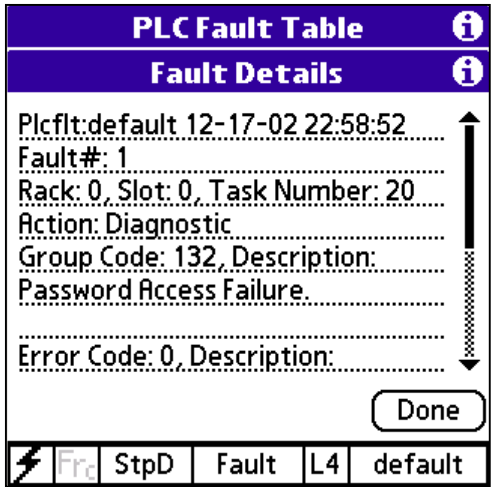 PLC Fault Table
Fault Details
Plcflt:default 12-17-02 22:58:52
Fault#: 1
Rack: 0, Slot: 0, Task Number: 20
Action: Diagnostic
Group Code: 132, Description:
Password Access Failure.
Error Code: 0, Description:
Done
Frc StpD Fault L4 default